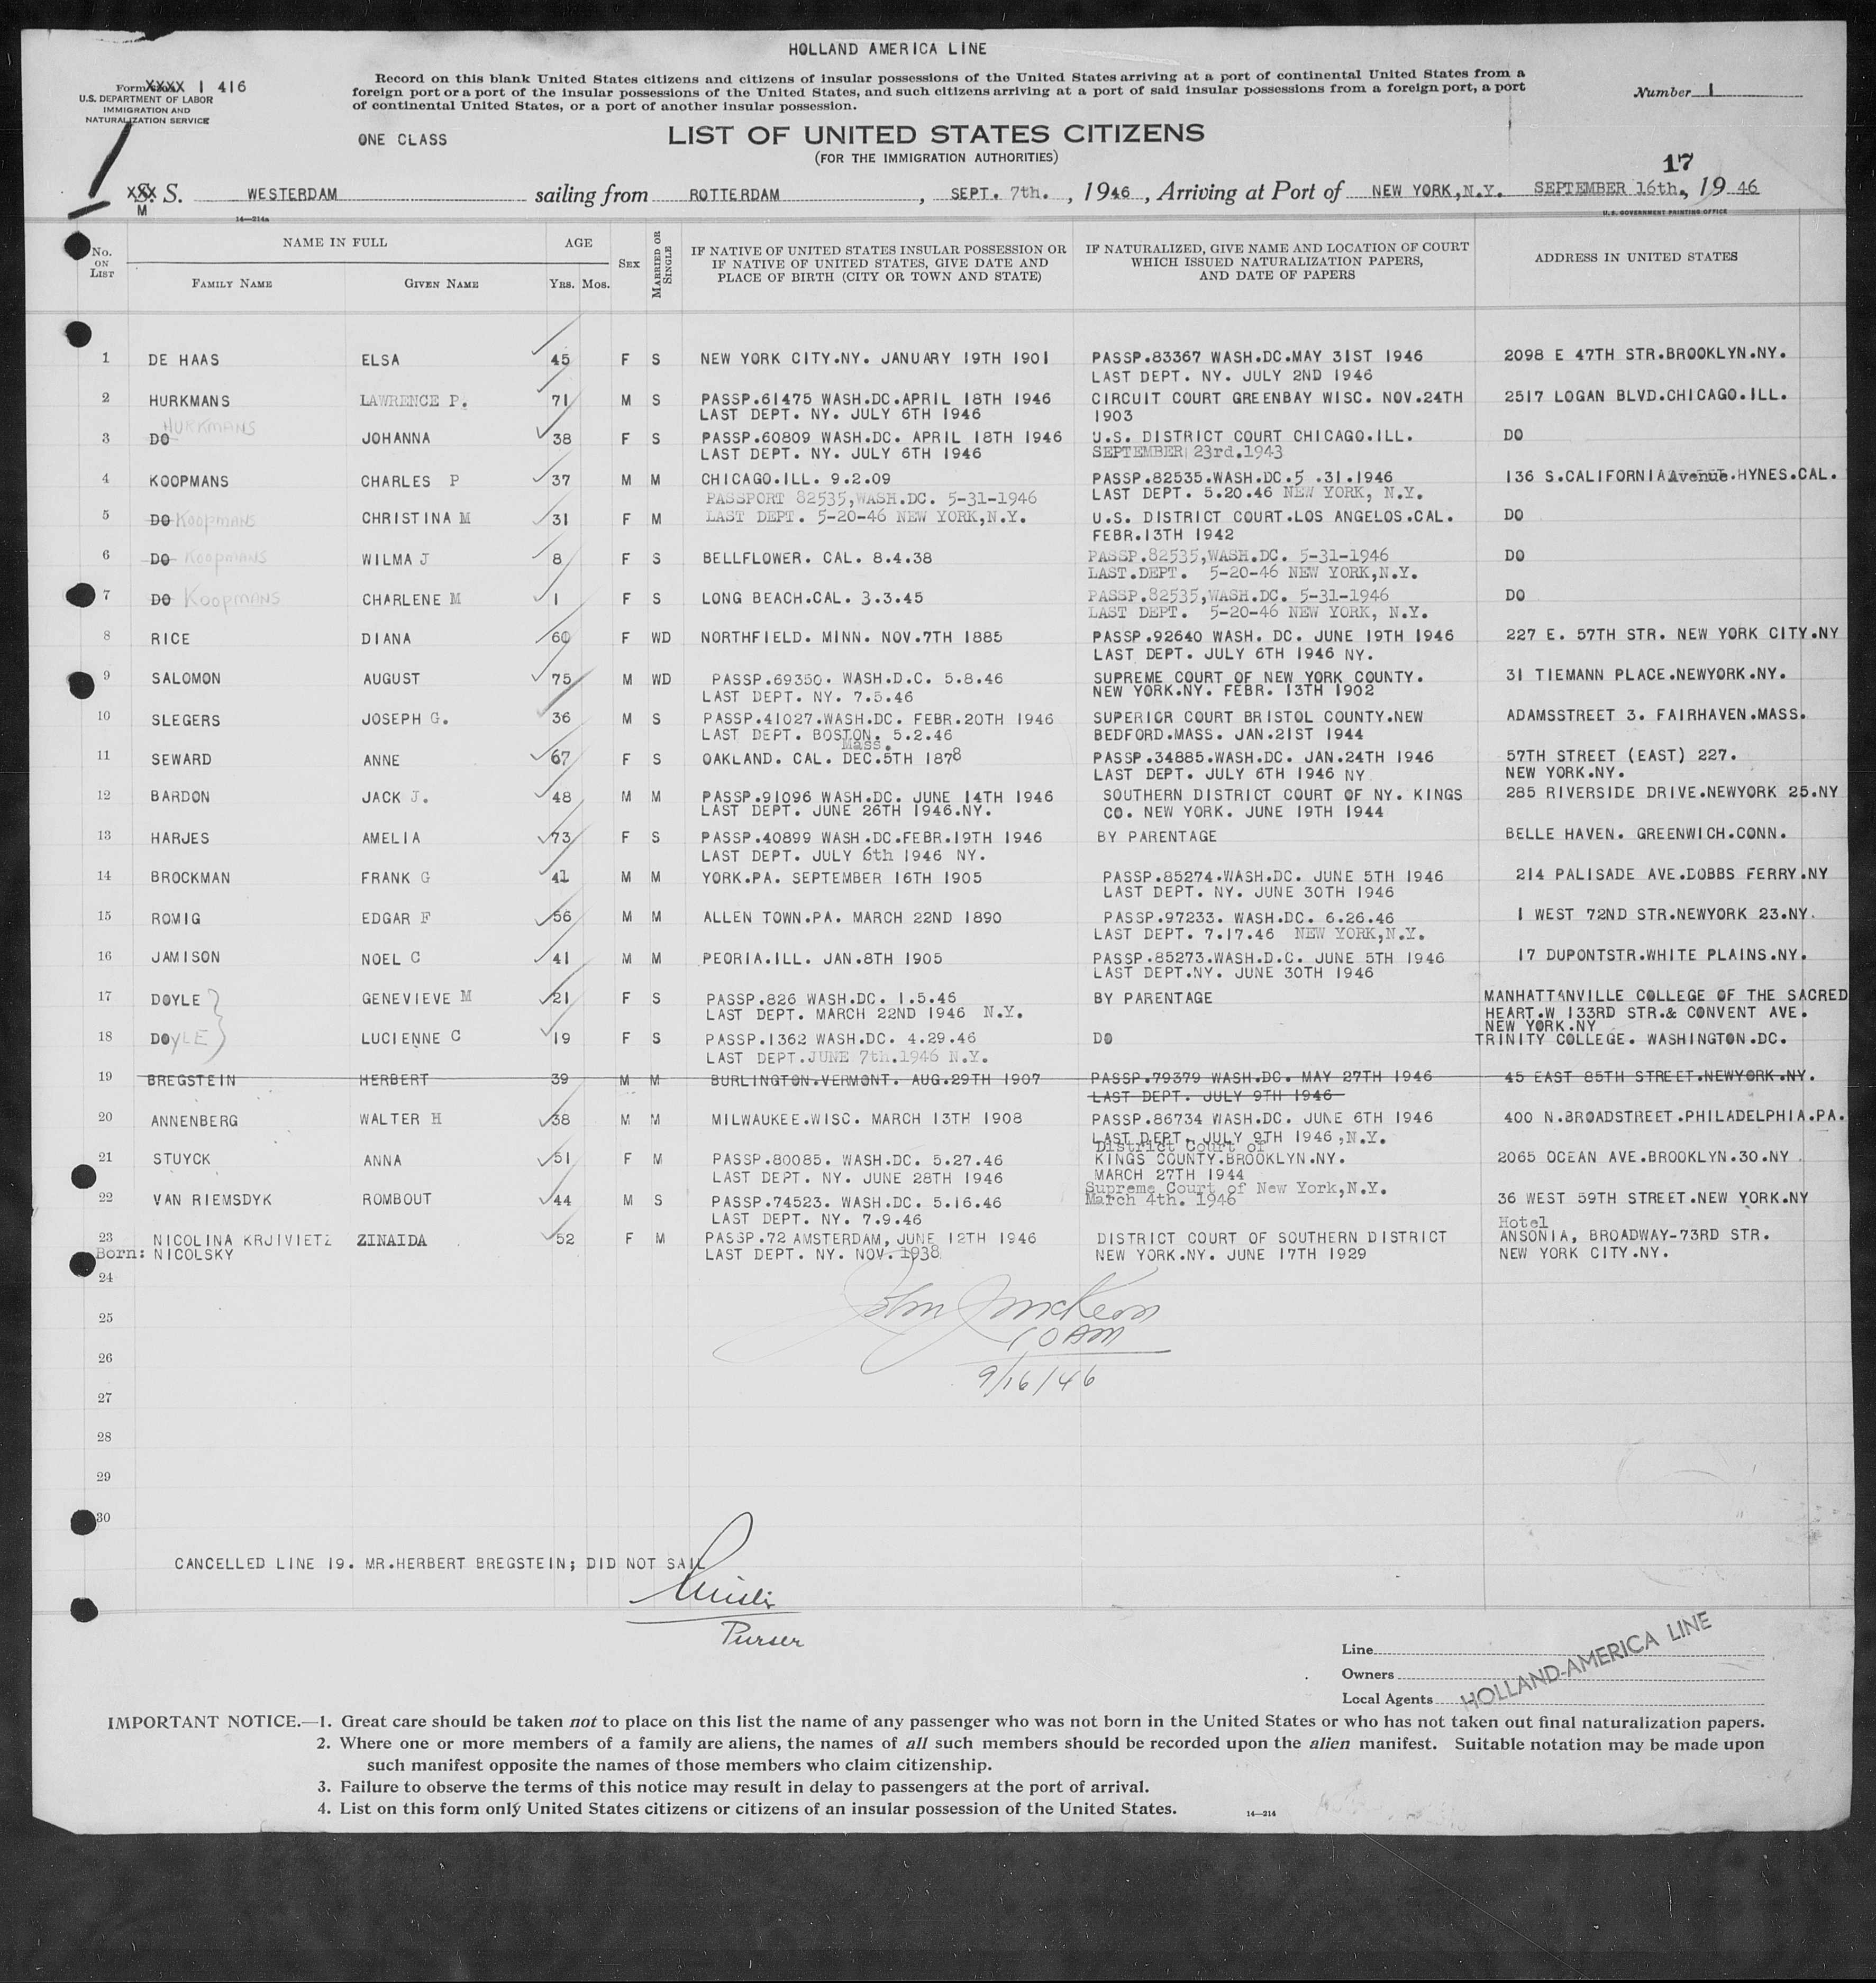 HOLLAND AMERICA LINE
Form XXXX I 416
U.S. DEPARTMENT OF LABOR
IMMIGRATION AND
NATURALIZATION SERVICE
Record on this blank United States citizens and citizens of insular possessions of the United States arriving at a port of continental United States from a
foreign port or a port of the insular possessions of the United States, and such citizens arriving at a port of said insular possessions from a foreign port, a port
of continental United States, or a port of another insular possession.
Number 1
ONE CLASS
LIST OF UNITED STATES CITIZENS
(FOR THE IMMIGRATION AUTHORITIES)
17
XXX S. WESTERDAM sailing from ROTTERDAM, SEPT. 7th., 1946, Arriving at Port of NEW YORK,N.Y. SEPTEMBER 16th., 1946
M
14—214a
U. S. GOVERNMENT PRINTING OFFICE
No. ON LIST
NAME IN FULL
FAMILY NAME GIVEN NAME
AGE
YRS. MOS.
SEX
MARRIED OR SINGLE
IF NATIVE OF UNITED STATES INSULAR POSSESSION OR
IF NATIVE OF UNITED STATES, GIVE DATE AND
PLACE OF BIRTH (CITY OR TOWN AND STATE)
IF NATURALIZED, GIVE NAME AND LOCATION OF COURT
WHICH ISSUED NATURALIZATION PAPERS,
AND DATE OF PAPERS
ADDRESS IN UNITED STATES
1 DE HAAS ELSA 45 F S NEW YORK CITY.NY. JANUARY 19TH 1901 PASSP.83367 WASH.DC.MAY 31ST 1946 2098 E 47TH STR.BROOKLYN.NY.
LAST DEPT. NY. JULY 2ND 1946
2 HURKMANS LAWRENCE P. 71 M S PASSP.61475 WASH.DC.APRIL 18TH 1946 CIRCUIT COURT GREENBAY WISC. NOV.24TH 2517 LOGAN BLVD.CHICAGO.ILL.
LAST DEPT. NY. JULY 6TH 1946 1903
HURKMANS
3 DO JOHANNA 38 F S PASSP.60809 WASH.DC. APRIL 18TH 1946 U.S. DISTRICT COURT CHICAGO.ILL. DO
LAST DEPT. NY. JULY 6TH 1946 SEPTEMBER 23rd.1943
4 KOOPMANS CHARLES P 37 M M CHICAGO.ILL. 9.2.09 PASSP.82535.WASH.DC.5 .31.1946 136 S.CALIFORNIA Avenue.HYNES.CAL.
PASSPORT 82535,WASH.DC. 5-31-1946 LAST DEPT. 5.20.46 NEW YORK, N.Y.
5 DO Koopmans CHRISTINA M 31 F M LAST DEPT. 5-20-46 NEW YORK,N.Y. U.S. DISTRICT COURT.LOS ANGELOS.CAL. DO
FEBR.13TH 1942
6 DO Koopmans WILMA J 8 F S BELLFLOWER. CAL. 8.4.38 PASSP.82535,WASH.DC. 5-31-1946 DO
LAST.DEPT. 5-20-46 NEW YORK,N.Y.
7 DO KoopMANS CHARLENE M 1 F S LONG BEACH.CAL. 3.3.45 PASSP.82535,WASH.DC. 5-31-1946 DO
LAST DEPT. 5-20-46 NEW YORK, N.Y.
8 RICE DIANA 60 F WD NORTHFIELD. MINN. NOV.7TH 1885 PASSP.92640 WASH. DC. JUNE 19TH 1946 227 E. 57TH STR. NEW YORK CITY.NY
LAST DEPT. JULY 6TH 1946 NY.
9 SALOMON AUGUST 75 M WD PASSP.69350. WASH.D.C. 5.8.46 SUPREME COURT OF NEW YORK COUNTY. 31 TIEMANN PLACE.NEWYORK.NY.
LAST DEPT. NY. 7.5.46 NEW YORK.NY. FEBR. 13TH 1902
10 SLEGERS JOSEPH G. 36 M S PASSP.41027.WASH.DC. FEBR.20TH 1946 SUPERIOR COURT BRISTOL COUNTY.NEW ADAMSSTREET 3. FAIRHAVEN.MASS.
LAST DEPT. BOSTON. 5.2.46 BEDFORD.MASS. JAN.21ST 1944
Mass.
11 SEWARD ANNE 67 F S OAKLAND. CAL. DEC.5TH 1878 PASSP.34885.WASH.DC. JAN.24TH 1946 57TH STREET (EAST) 227.
LAST DEPT. JULY 6TH 1946 NY NEW YORK.NY.
12 BARDON JACK J. 48 M M PASSP.91096 WASH.DC. JUNE 14TH 1946 SOUTHERN DISTRICT COURT OF NY. KINGS 285 RIVERSIDE DRIVE.NEWYORK 25.NY
LAST DEPT. JUNE 26TH 1946.NY. CO. NEW YORK. JUNE 19TH 1944
13 HARJES AMELIA 73 F S PASSP.40899 WASH.DC.FEBR.19TH 1946 BY PARENTAGE BELLE HAVEN. GREENWICH.CONN.
LAST DEPT. JULY 6th 1946 NY.
14 BROCKMAN FRANK G 41 M M YORK.PA. SEPTEMBER 16TH 1905 PASSP.85274.WASH.DC. JUNE 5TH 1946 214 PALISADE AVE.DOBBS FERRY.NY
LAST DEPT. NY. JUNE 30TH 1946
15 ROMIG EDGAR F 56 M M ALLEN TOWN.PA. MARCH 22ND 1890 PASSP.97233. WASH.DC. 6.26.46 1 WEST 72ND STR.NEWYORK 23.NY.
LAST DEPT. 7.17.46 NEW YORK,N.Y.
16 JAMISON NOEL C 41 M M PEORIA.ILL. JAN.8TH 1905 PASSP.85273.WASH.D.C. JUNE 5TH 1946 17 DUPONTSTR.WHITE PLAINS.NY.
LAST DEPT.NY. JUNE 30TH 1946
17 DOYLE GENEVIEVE M 21 F S PASSP.826 WASH.DC. 1.5.46 BY PARENTAGE MANHATTANVILLE COLLEGE OF THE SACRED
LAST DEPT. MARCH 22ND 1946 N.Y. HEART.W 133RD STR.& CONVENT AVE.
NEW YORK.NY
18 DOYLE LUCIENNE C 19 F S PASSP.1362 WASH.DC. 4.29.46 DO TRINITY COLLEGE. WASHINGTON.DC.
LAST DEPT.JUNE 7th.1946 N.Y.
19 BREGSTEIN HERBERT 39 M M BURLINGTON.VERMONT. AUG.29TH 1907 PASSP.79379 WASH.DC. MAY 27TH 1946 45 EAST 85TH STREET.NEWYORK.NY.
LAST DEPT. JULY 9TH 1946
20 ANNENBERG WALTER H 38 M M MILWAUKEE.WISC. MARCH 13TH 1908 PASSP.86734 WASH.DC. JUNE 6TH 1946 400 N.BROADSTREET.PHILADELPHIA.PA.
LAST DEPT. JULY 9TH 1946,N.Y.
District Court of
21 STUYCK ANNA 51 F M PASSP.80085. WASH.DC. 5.27.46 KINGS COUNTY.BROOKLYN.NY. 2065 OCEAN AVE.BROOKLYN.30.NY.
LAST DEPT. NY. JUNE 28TH 1946 MARCH 27TH 1944
Supreme Court of New York,N.Y.
22 VAN RIEMSDYK ROMBOUT 44 M S PASSP.74523. WASH.DC. 5.16.46 March 4th. 1946 36 WEST 59TH STREET.NEW YORK.NY
LAST DEPT. NY. 7.9.46
Hotel
23 NICOLINA KRJIVIETZ ZINAIDA 52 F M PASSP.72 AMSTERDAM, JUNE 12TH 1946 DISTRICT COURT OF SOUTHERN DISTRICT ANSONIA, BROADWAY-73RD STR.
Born: NICOLSKY LAST DEPT. NY. NOV. 1938 NEW YORK.NY. JUNE 17TH 1929 NEW YORK CITY.NY.
24
25
John
10 AM
26
9/16/46
27
28
29
30
CANCELLED LINE 19. MR.HERBERT BREGSTEIN; DID NOT SAIL
Purser
Line
Owners
Local Agents
HOLLAND-AMERICA LINE
IMPORTANT NOTICE.—1. Great care should be taken not to place on this list the name of any passenger who was not born in the United States or who has not taken out final naturalization papers.
2. Where one or more members of a family are aliens, the names of all such members should be recorded upon the alien manifest. Suitable notation may be made upon
such manifest opposite the names of those members who claim citizenship.
3. Failure to observe the terms of this notice may result in delay to passengers at the port of arrival.
4. List on this form only United States citizens or citizens of an insular possession of the United States.
14—214